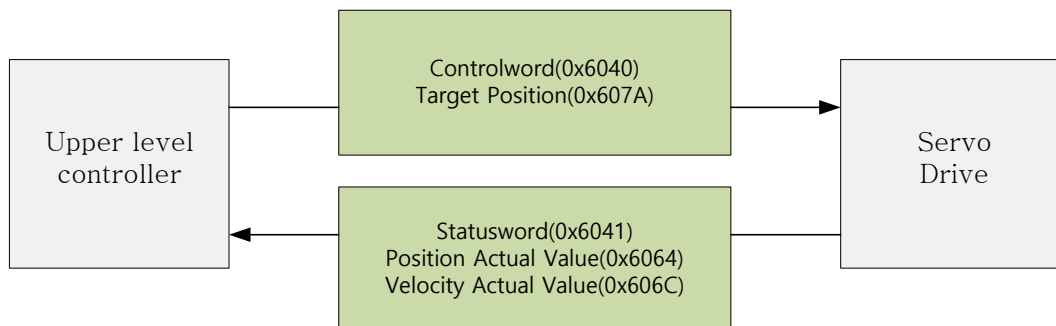 Controlword(0x6040)
Target Position(0x607A)
Upper level
controller
Servo
Drive
Statusword(0x6041)
Position Actual Value(0x6064)
Velocity Actual Value(0x606C)